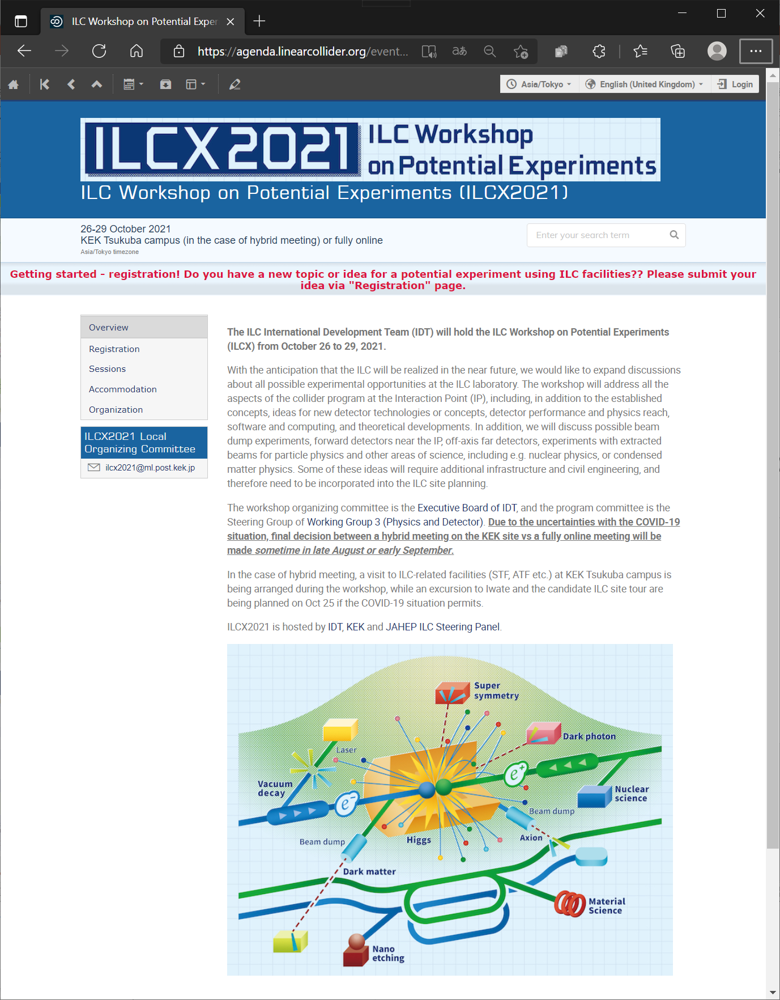 ILC Workshop on Potential Exper
https://agenda.linearcollider.org/event...
Asia/Tokyo
English (United Kingdom)
Login
ILCX2021 ILC Workshop
on Potential Experiments
ILC Workshop on Potential Experiments (ILCX2021)
26-29 October 2021
KEK Tsukuba campus (in the case of hybrid meeting) or fully online
Asia/Tokyo timezone
Enter your search term
Getting started - registration! Do you have a new topic or idea for a potential experiment using ILC facilities?? Please submit your
idea via "Registration" page.
Overview
Registration
Sessions
Accommodation
Organization
ILCX2021 Local
Organizing Committee
ilcx2021@ml.post.kek.jp
The ILC International Development Team (IDT) will hold the ILC Workshop on Potential Experiments
(ILCX) from October 26 to 29, 2021.
With the anticipation that the ILC will be realized in the near future, we would like to expand discussions
about all possible experimental opportunities at the ILC laboratory. The workshop will address all the
aspects of the collider program at the Interaction Point (IP), including, in addition to the established
concepts, ideas for new detector technologies or concepts, detector performance and physics reach,
software and computing, and theoretical developments. In addition, we will discuss possible beam
dump experiments, forward detectors near the IP, off-axis far detectors, experiments with extracted
beams for particle physics and other areas of science, including e.g. nuclear physics, or condensed
matter physics. Some of these ideas will require additional infrastructure and civil engineering, and
therefore need to be incorporated into the ILC site planning.
The workshop organizing committee is the Executive Board of IDT, and the program committee is the
Steering Group of Working Group 3 (Physics and Detector). Due to the uncertainties with the COVID-19
situation, final decision between a hybrid meeting on the KEK site vs a fully online meeting will be
made sometime in late August or early September.
In the case of hybrid meeting, a visit to ILC-related facilities (STF, ATF etc.) at KEK Tsukuba campus is
being arranged during the workshop, while an excursion to Iwate and the candidate ILC site tour are
being planned on Oct 25 if the COVID-19 situation permits.
ILCX2021 is hosted by IDT, KEK and JAHEP ILC Steering Panel.
Super
symmetry
Dark photon
Laser
e+
Vacuum
decay
e-
Nuclear
science
Beam dump
Axion
Higgs
Beam dump
Dark matter
Material
Science
Nano
etching